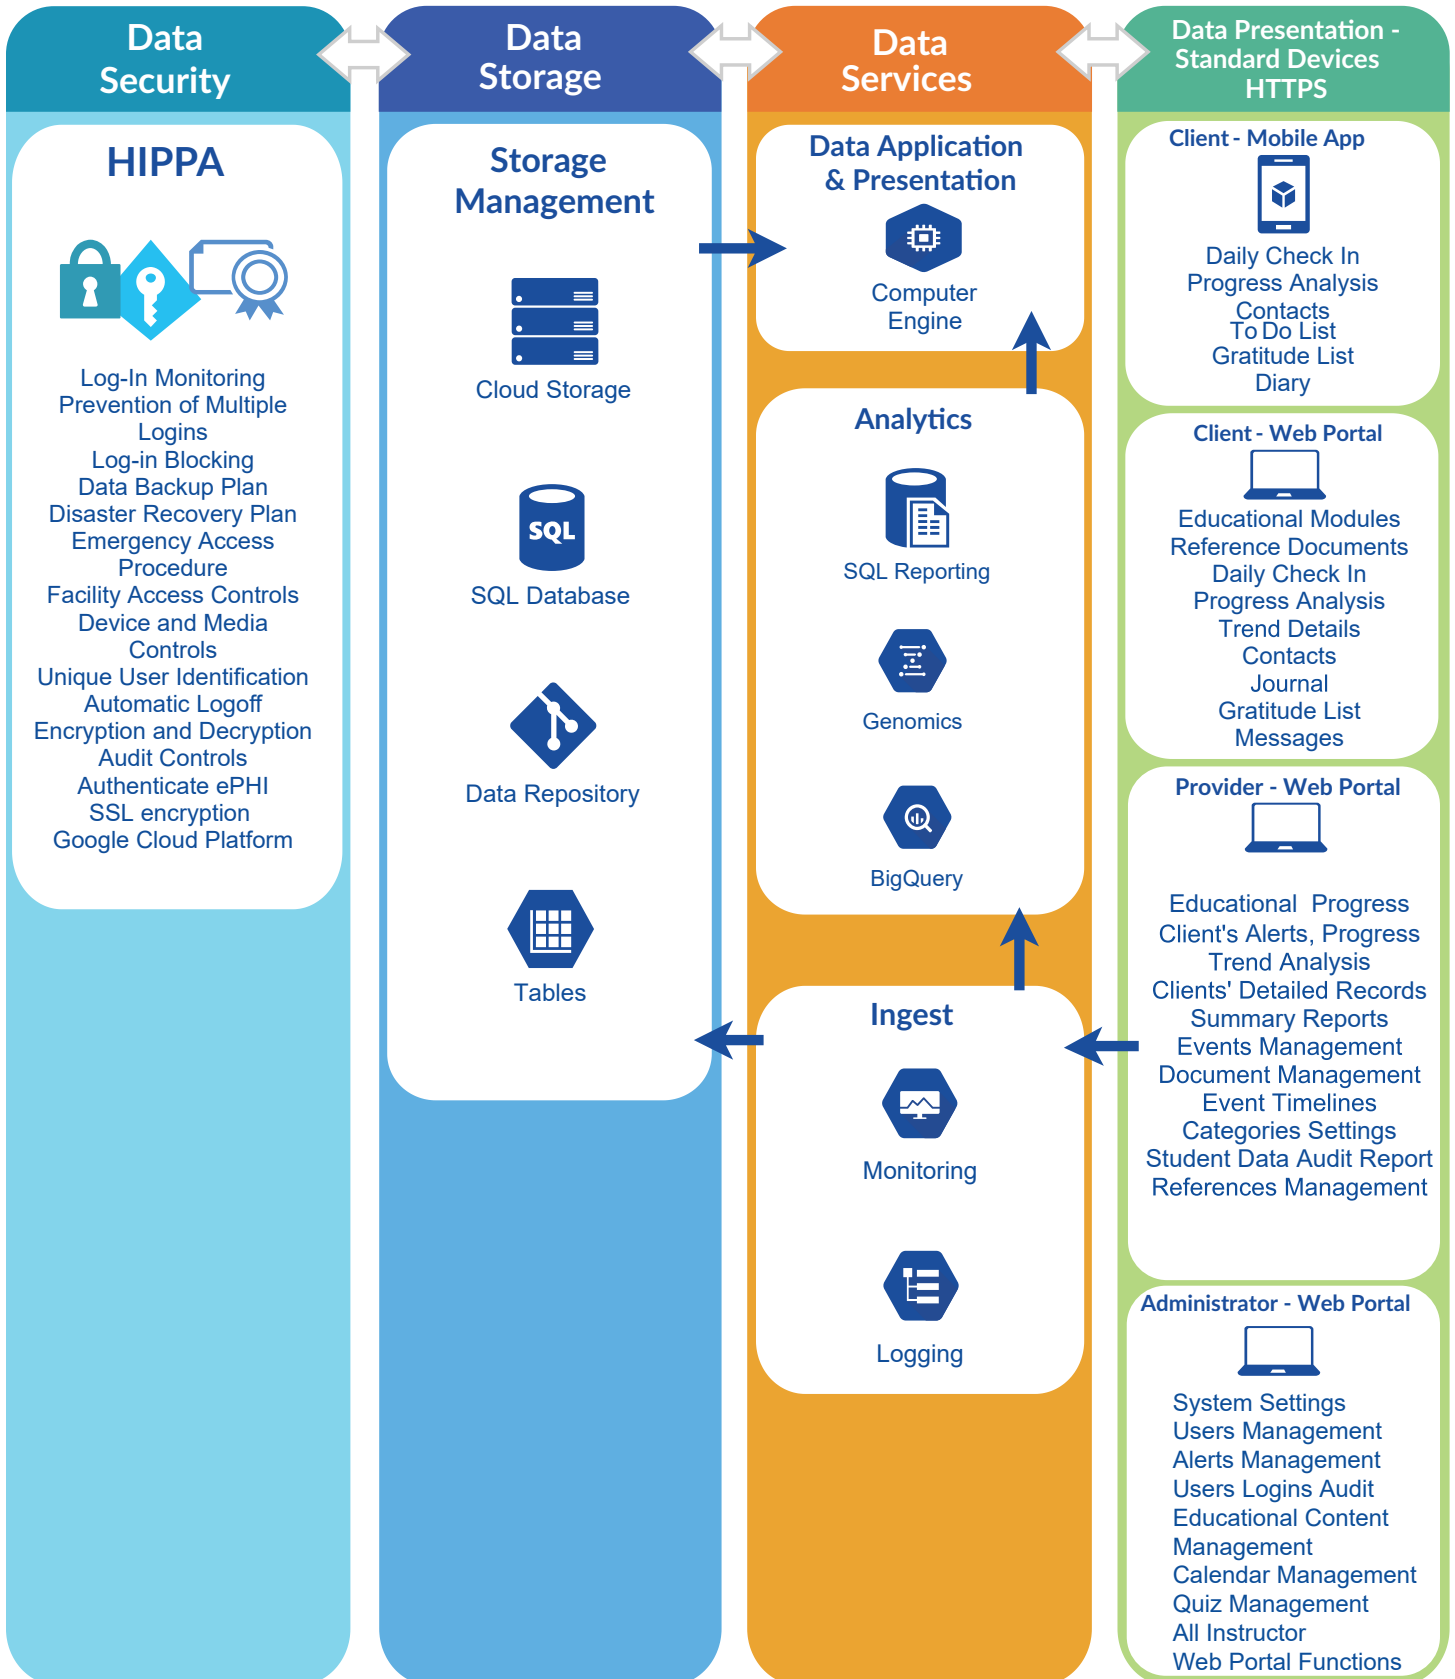 Data
Security
HIPPA
Log-In Monitoring
Prevention of Multiple
Logins
Log-in Blocking
Data Backup Plan
Disaster Recovery Plan
Emergency Access
Procedure
Facility Access Controls
Device and Media
Controls
Unique User Identification
Automatic Logoff
Encryption and Decryption
Audit Controls
Authenticate ePHI
SSL encryption
Google Cloud Platform
Data
Storage
Storage
Management
Cloud Storage
SQL
SQL Database
Data Repository
Tables
Data
Services
Data Application
& Presentation
Computer
Engine
Analytics
SQL Reporting
Genomics
BigQuery
Ingest
Monitoring
Logging
Data Presentation -
Standard Devices
HTTPS
Client - Mobile App
Daily Check In
Progress Analysis
Contacts
To Do List
Gratitude List
Diary
Client - Web Portal
Educational Modules
Reference Documents
Daily Check In
Progress Analysis
Trend Details
Contacts
Journal
Gratitude List
Messages
Provider - Web Portal
Educational Progress
Client's Alerts, Progress
Trend Analysis
Clients' Detailed Records
Summary Reports
Events Management
Document Management
Event Timelines
Categories Settings
Student Data Audit Report
References Management
Administrator - Web Portal
System Settings
Users Management
Alerts Management
Users Logins Audit
Educational Content
Management
Calendar Management
Quiz Management
All Instructor
Web Portal Functions